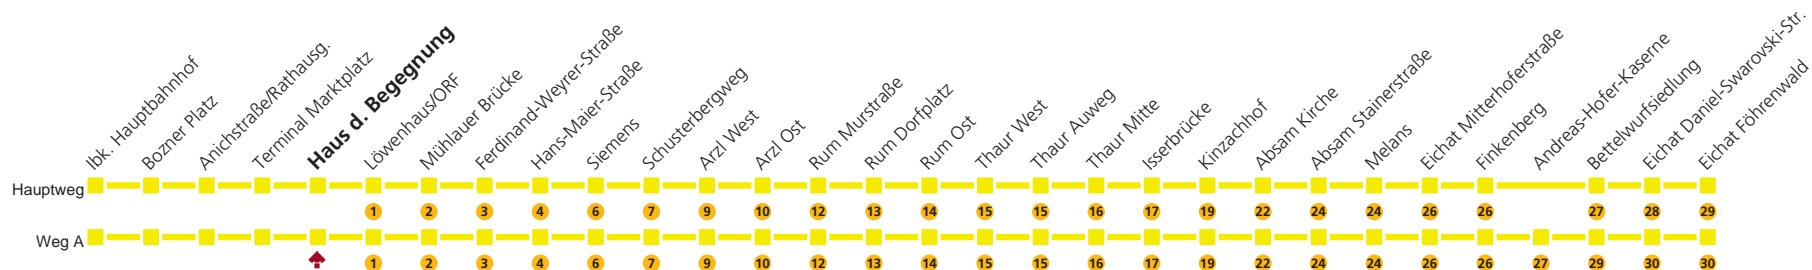 Ibk. Hauptbahnhof
Bozner Platz
Anichstraße/Rathausg.
Terminal Marktplatz
Haus d. Begegnung
Löwenhaus/ORF
Mühlauer Brücke
Ferdinand-Weyrer-Straße
Hans-Maier-Straße
Siemens
Schusterbergweg
Arzl West
Arzl Ost
Rum Murstraße
Rum Dorfplatz
Rum Ost
Thaur West
Thaur Auweg
Thaur Mitte
Isserbrücke
Kinzachhof
Absam Kirche
Absam Stainerstraße
Melans
Eichat Mitterhoferstraße
Finkenberg
Andreas-Hofer-Kaserne
Bettelwurfsiedlung
Eichat Daniel-Swarovski-Str.
Eichat Föhrenwald
Hauptweg
1 2 3 4 6 7 9 10 12 13 14 15 15 16 17 19 22 24 24 26 26 27 28 29
Weg A
1 2 3 4 6 7 9 10 12 13 14 15 15 16 17 19 22 24 24 26 26 27 29 30 30